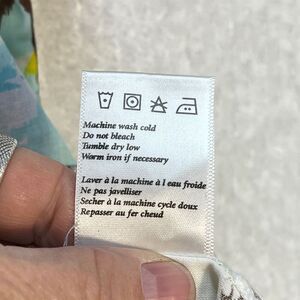 Machine wash cold
Do not bleach
Tumble dry low
Warm iron if necessary
Laver à la machine à l eau froide
Ne pas javelliser
Secher à la machine cycle doux
Repasser au fer cheud